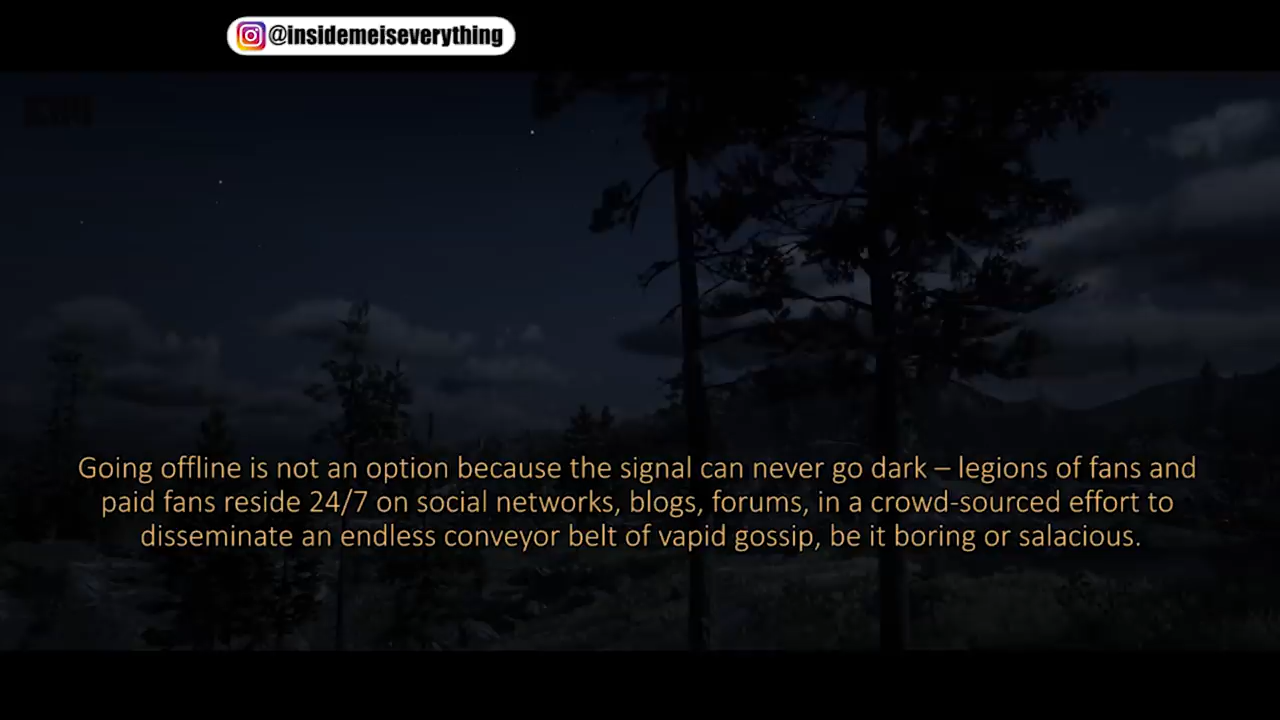 @insidemeiseverything
Going offline is not an option because the signal can never go dark – legions of fans and
paid fans reside 24/7 on social networks, blogs, forums, in a crowd-sourced effort to
disseminate an endless conveyor belt of vapid gossip, be it boring or salacious.